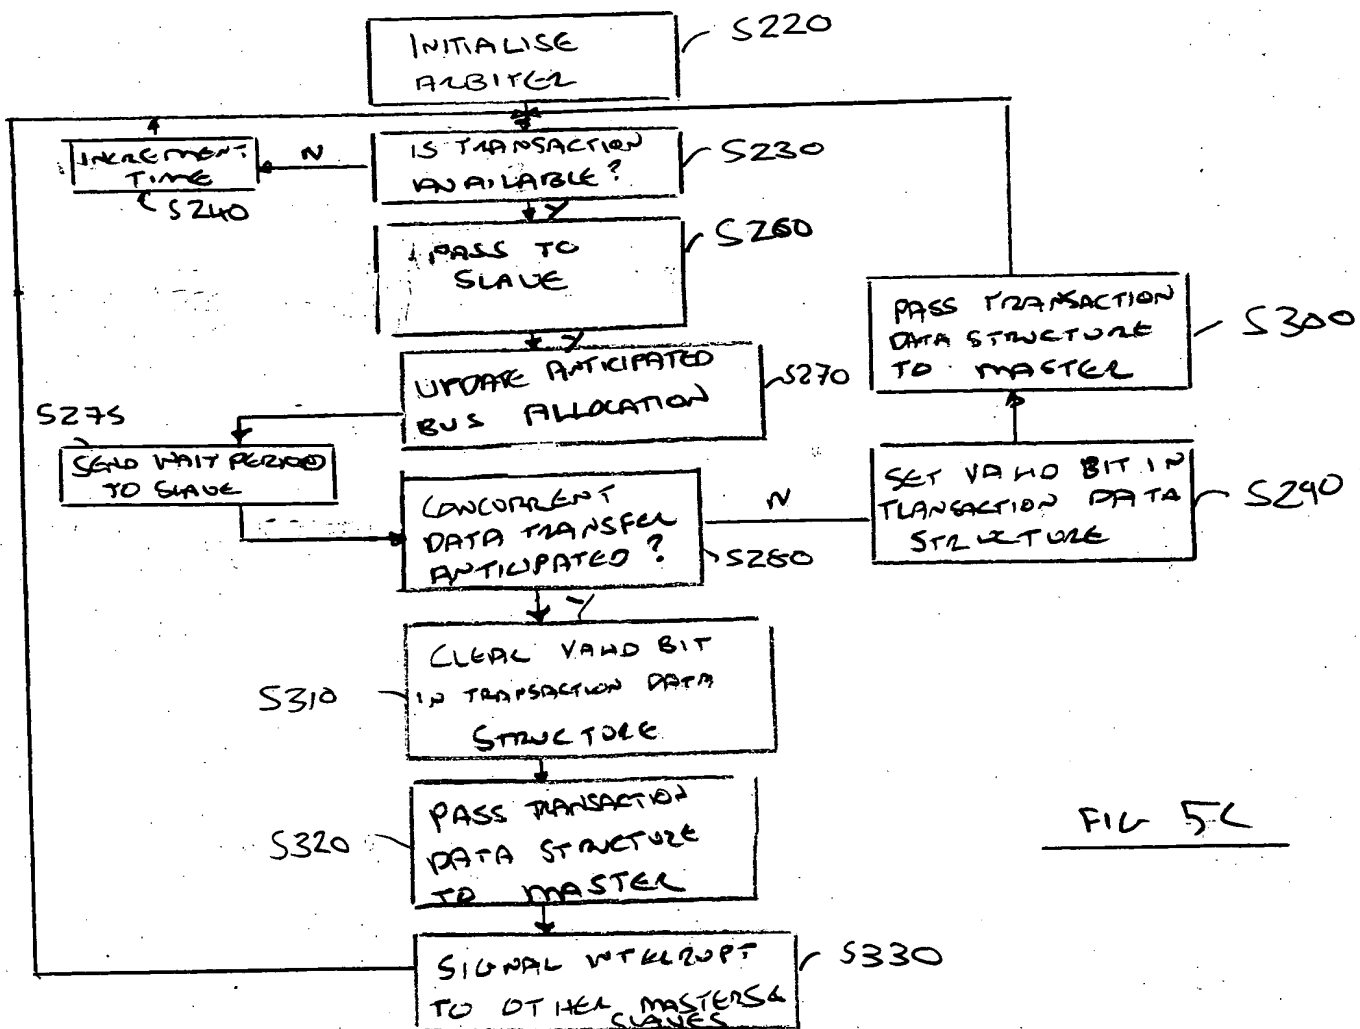 INITIALISE
ARBITER
S220
IS TRANSACTION
AVAILABLE?
S230
N
INCREMENT
TIME
S240
Y
PASS TO
SLAVE
S260
Y
UPDATE ANTICIPATED
BUS ALLOCATION
S270
S275
SEND WAIT PERIOD
TO SLAVE
CONCURRENT
DATA TRANSFER
ANTICIPATED?
S280
N
SET VALID BIT IN
TRANSACTION DATA
STRUCTURE
S290
PASS TRANSACTION
DATA STRUCTURE
TO MASTER
S300
Y
CLEAR VALID BIT
IN TRANSACTION DATA
STRUCTURE
S310
PASS TRANSACTION
DATA STRUCTURE
TO MASTER
S320
SIGNAL INTERRUPT
TO OTHER MASTERS &
SLAVES
S330
FIG 5C